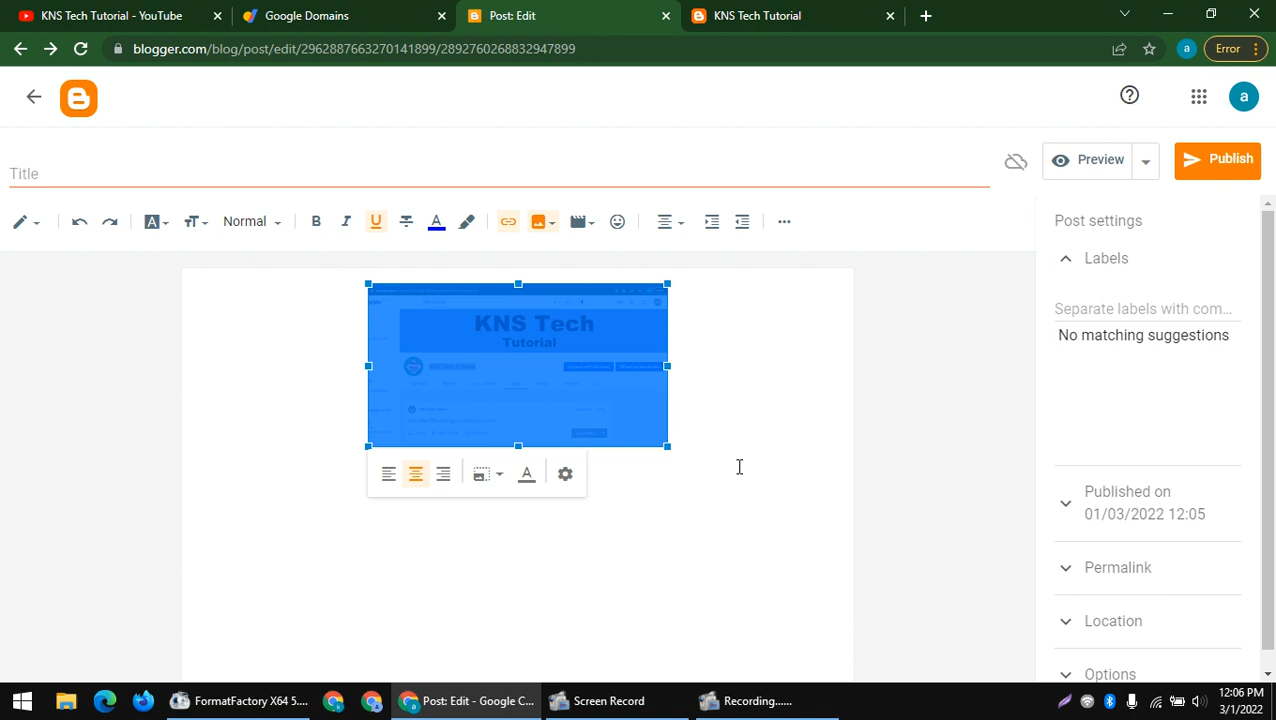 KNS Tech Tutorial - YouTube
Google Domains
Post: Edit
KNS Tech Tutorial
blogger.com/blog/post/edit/2962887663270141899/2892760268832947899
a
Error
a
Title
Preview
Publish
Normal
Post settings
Labels
Separate labels with com...
No matching suggestions
KNS Tech
Tutorial
Published on
01/03/2022 12:05
Permalink
Location
Options
FormatFactory X64 5....
Post: Edit - Google C...
Screen Record
Recording......
12:06 PM
3/1/2022